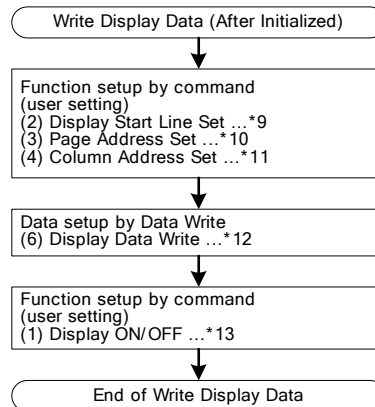 Write Display Data (After Initialized)
Function setup by command
(user setting)
(2) Display Start Line Set ...*9
(3) Page Address Set ...*10
(4) Column Address Set ...*11
Data setup by Data Write
(6) Display Data Write ...*12
Function setup by command
(user setting)
(1) Display ON/OFF ...*13
End of Write Display Data